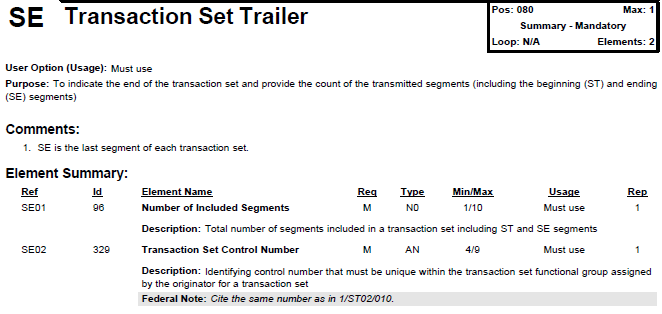 SE Transaction Set Trailer
Pos: 080 Max: 1
Summary - Mandatory
Loop: N/A Elements: 2
User Option (Usage): Must use
Purpose: To indicate the end of the transaction set and provide the count of the transmitted segments (including the beginning (ST) and ending
(SE) segments)
Comments:
1. SE is the last segment of each transaction set.
Element Summary:
Ref Id Element Name Req Type Min/Max Usage Rep
SE01 96 Number of Included Segments M N0 1/10 Must use 1
Description: Total number of segments included in a transaction set including ST and SE segments
SE02 329 Transaction Set Control Number M AN 4/9 Must use 1
Description: Identifying control number that must be unique within the transaction set functional group assigned
by the originator for a transaction set
Federal Note: Cite the same number as in 1/ST02/010.